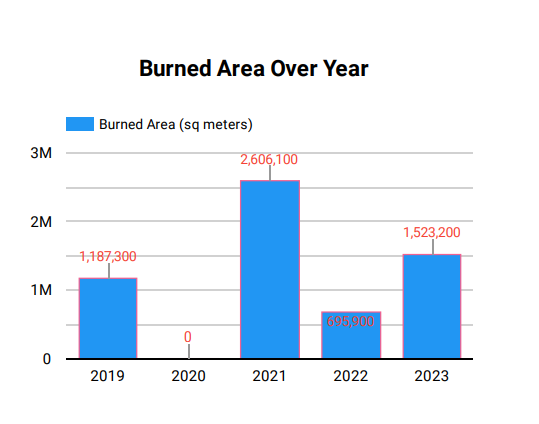 Burned Area Over Year
Burned Area (sq meters)
3M
2M
1M
0
2,606,100
1,523,200
1,187,300
0
695,900
2019 2020 2021 2022 2023